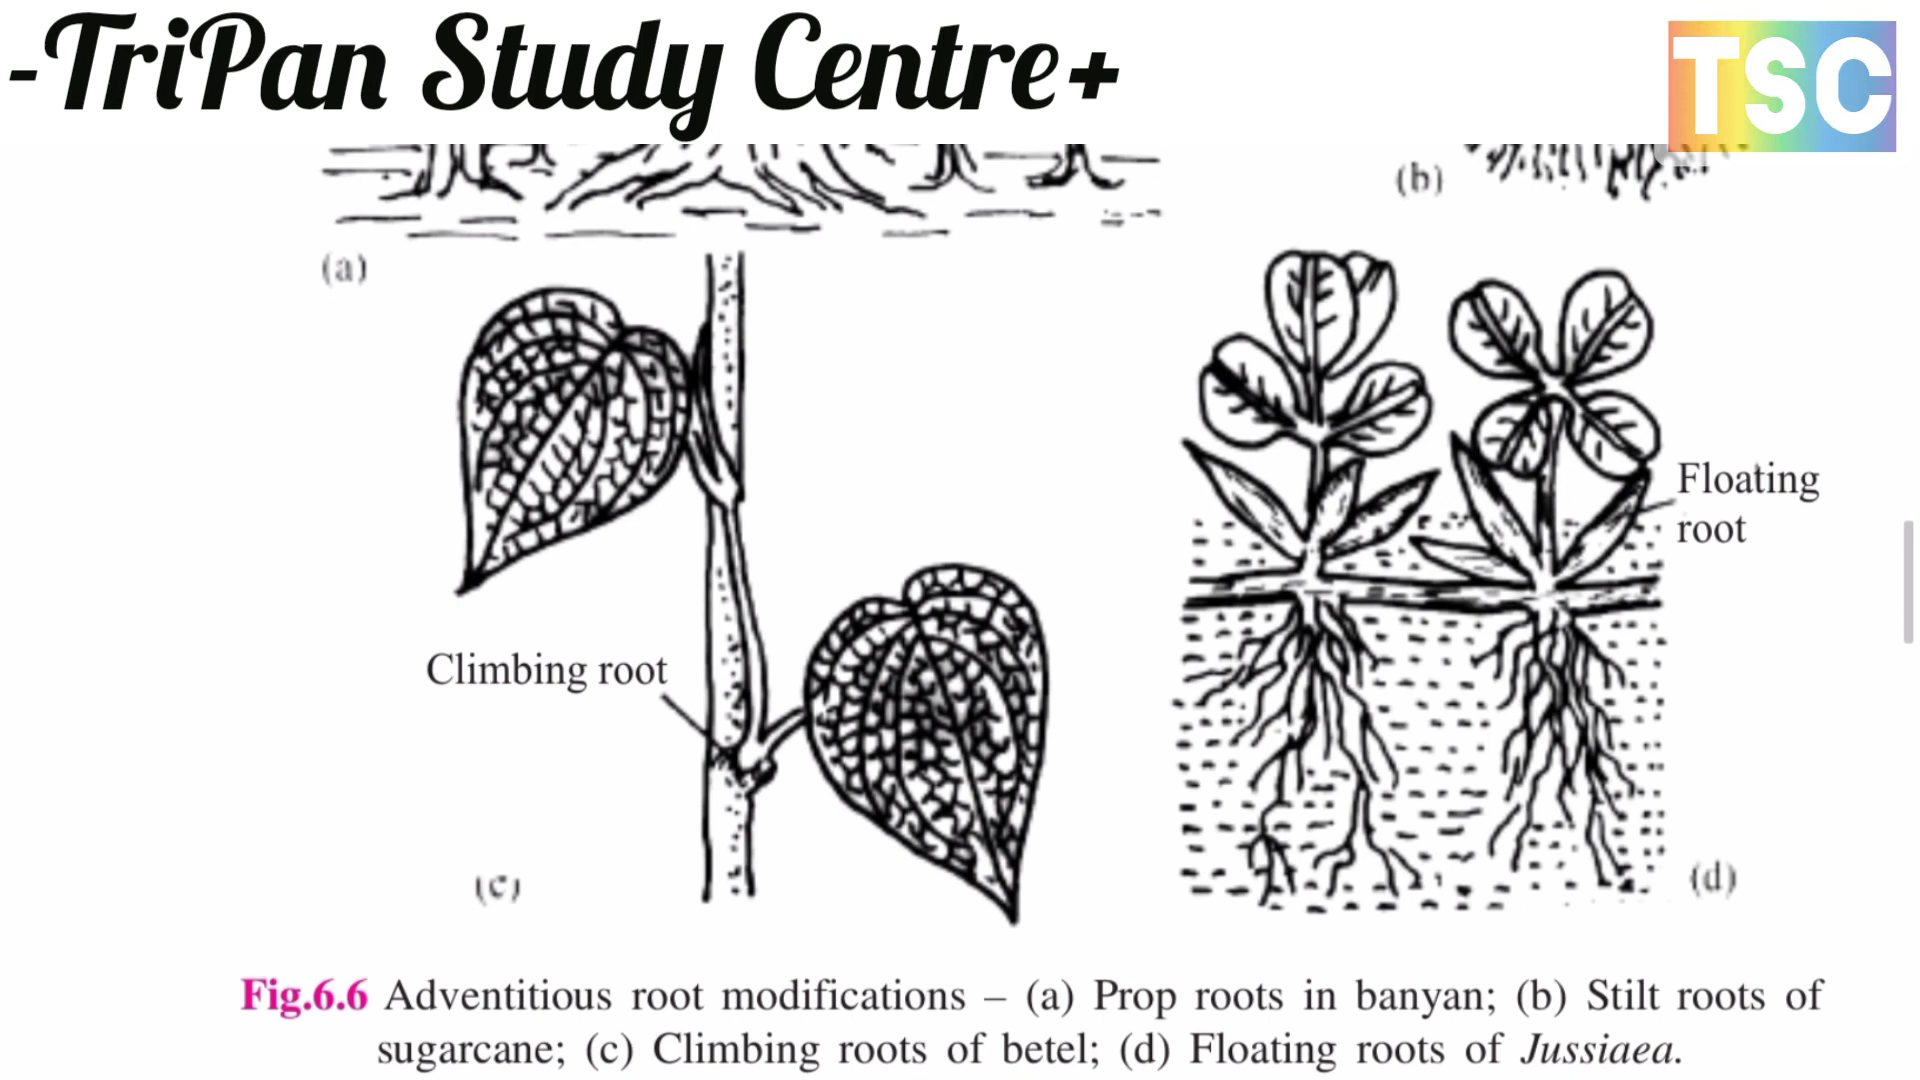 -TriPan Study Centre+
TSC
(b)
(a)
Floating
root
Climbing root
(c)
(d)
Fig.6.6 Adventitious root modifications – (a) Prop roots in banyan; (b) Stilt roots of
sugarcane; (c) Climbing roots of betel; (d) Floating roots of Jussiaea.